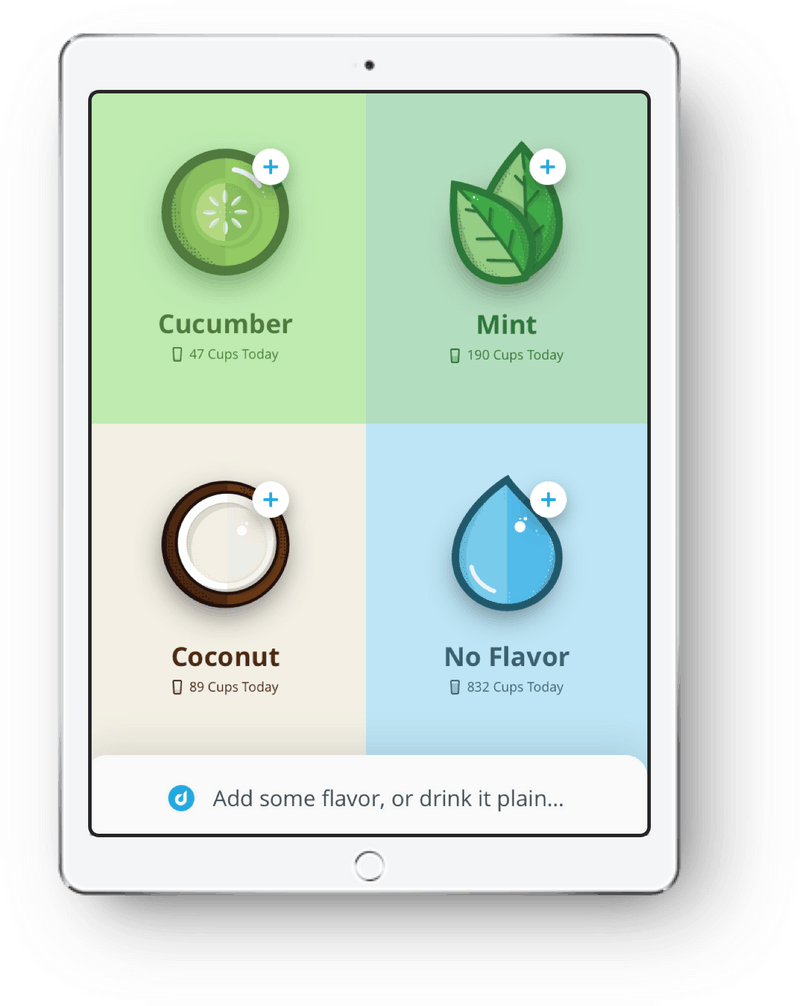 Cucumber
47 Cups Today
Mint
190 Cups Today
Coconut
89 Cups Today
No Flavor
832 Cups Today
Add some flavor, or drink it plain...